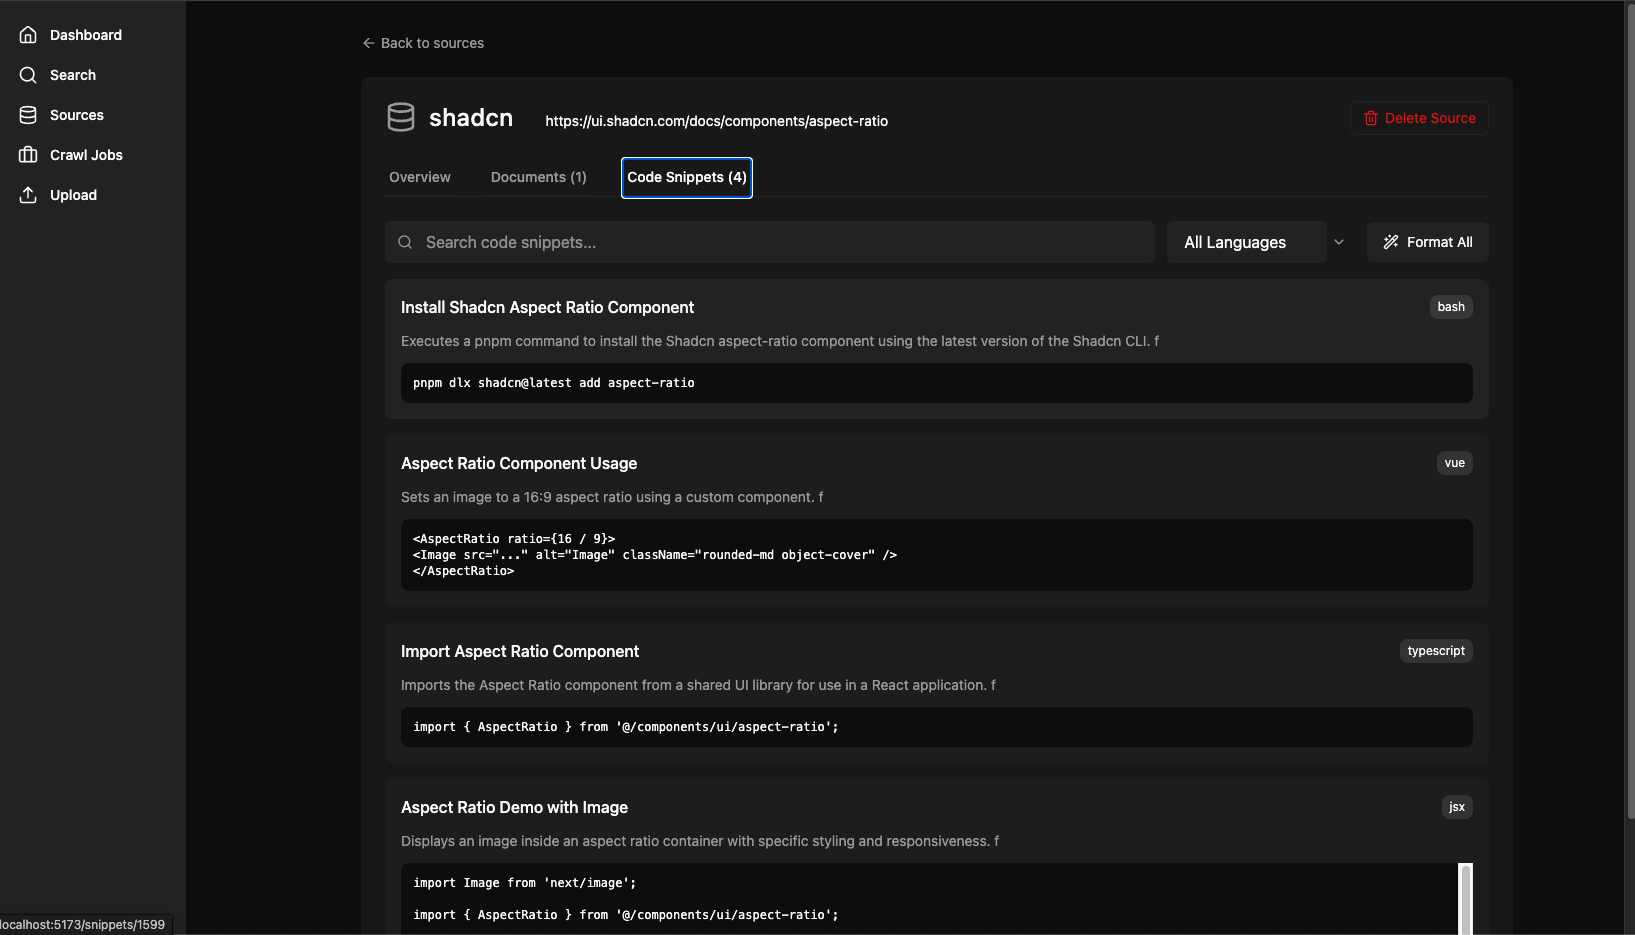 Dashboard
Search
Sources
Crawl Jobs
Upload
Back to sources
shadcn
https://ui.shadcn.com/docs/components/aspect-ratio
Delete Source
Overview
Documents (1)
Code Snippets (4)
Search code snippets...
All Languages
Format All
Install Shadcn Aspect Ratio Component
bash
Executes a pnpm command to install the Shadcn aspect-ratio component using the latest version of the Shadcn CLI. f
pnpm dlx shadcn@latest add aspect-ratio
Aspect Ratio Component Usage
vue
Sets an image to a 16:9 aspect ratio using a custom component. f
<AspectRatio ratio={16 / 9}>
<Image src="..." alt="Image" className="rounded-md object-cover" />
</AspectRatio>
Import Aspect Ratio Component
typescript
Imports the Aspect Ratio component from a shared UI library for use in a React application. f
import { AspectRatio } from '@/components/ui/aspect-ratio';
Aspect Ratio Demo with Image
jsx
Displays an image inside an aspect ratio container with specific styling and responsiveness. f
import Image from 'next/image';
import { AspectRatio } from '@/components/ui/aspect-ratio';
localhost:5173/snippets/1599